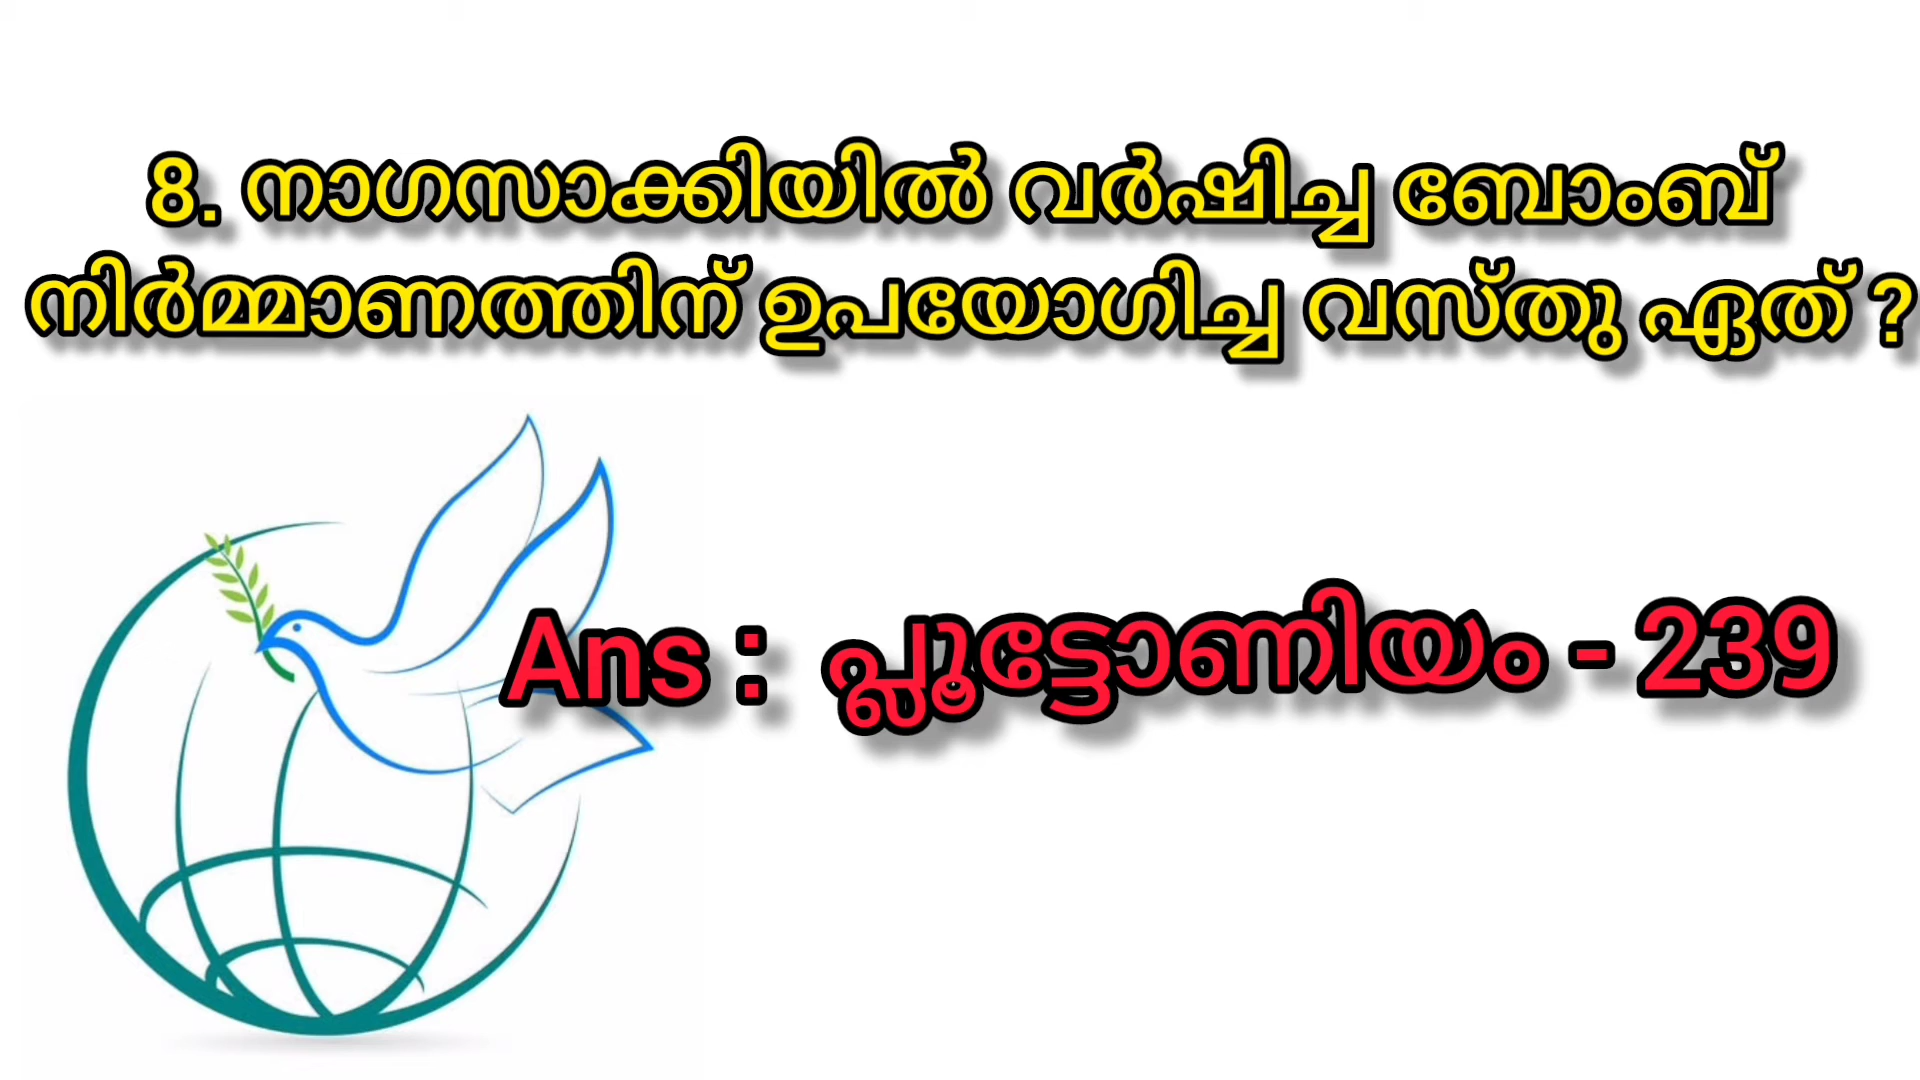 8. നാഗസാക്കിയിൽ വർഷിച്ച ബോംബ്
നിർമ്മാണത്തിന് ഉപയോഗിച്ച വസ്തു ഏത് ?
Ans : പ്ലൂട്ടോണിയം - 239